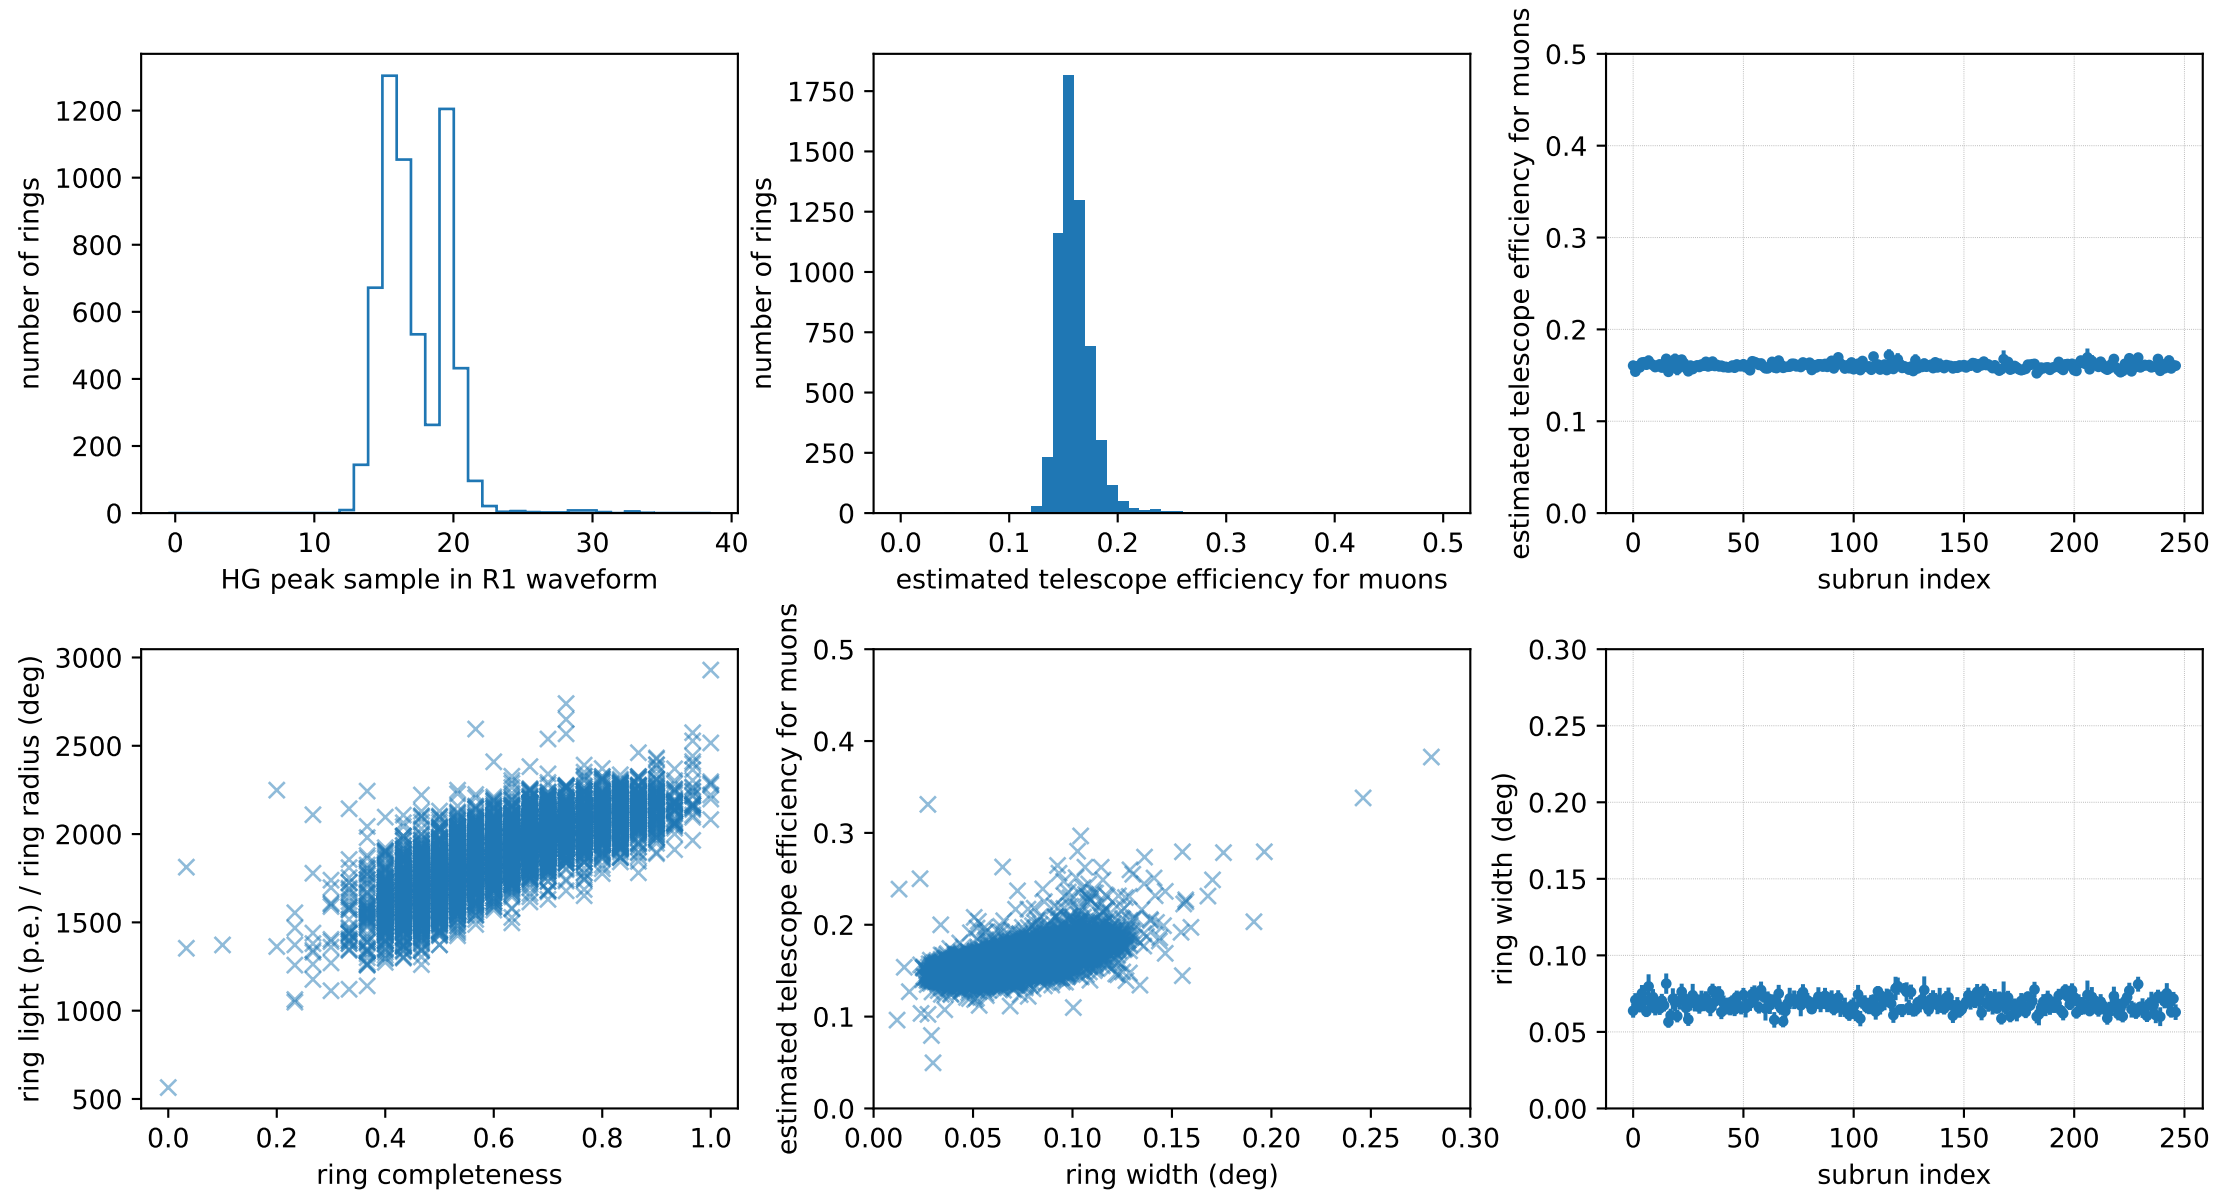 number of rings
1200
1000
800
600
400
200
0
0 10 20 30 40
HG peak sample in R1 waveform
number of rings
1750
1500
1250
1000
750
500
250
0
0.0 0.1 0.2 0.3 0.4 0.5
estimated telescope efficiency for muons
estimated telescope efficiency for muons
0.5
0.4
0.3
0.2
0.1
0.0
0 50 100 150 200 250
subrun index
ring light (p.e.) / ring radius (deg)
3000
2500
2000
1500
1000
500
0.0 0.2 0.4 0.6 0.8 1.0
ring completeness
estimated telescope efficiency for muons
0.5
0.4
0.3
0.2
0.1
0.0
0.00 0.05 0.10 0.15 0.20 0.25 0.30
ring width (deg)
ring width (deg)
0.30
0.25
0.20
0.15
0.10
0.05
0.00
0 50 100 150 200 250
subrun index